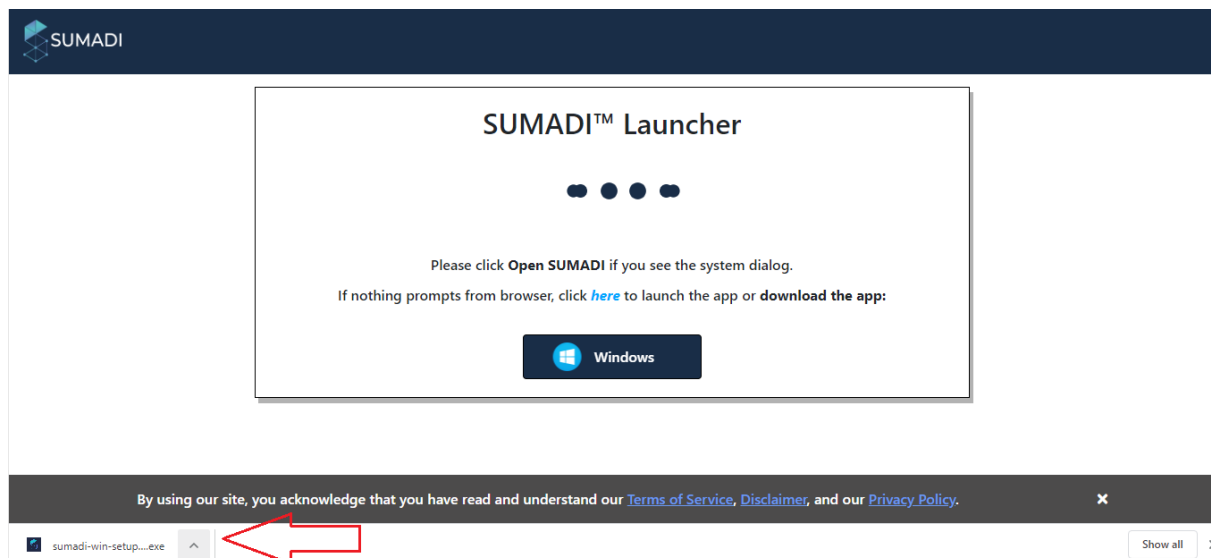 SUMADI
SUMADI™ Launcher
Please click Open SUMADI if you see the system dialog.
If nothing prompts from browser, click here to launch the app or download the app:
Windows
By using our site, you acknowledge that you have read and understand our Terms of Service, Disclaimer, and our Privacy Policy.
sumadi-win-setup....exe
Show all